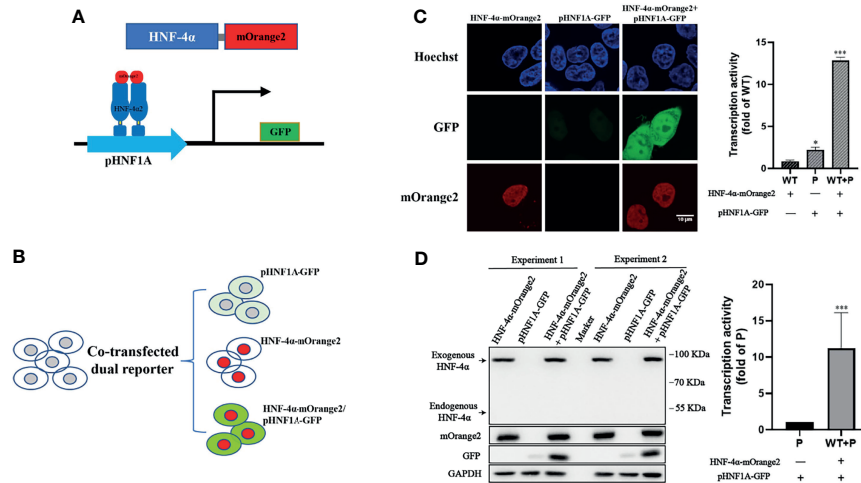 A
HNF-4α
mOrange2
HNF-4α2
GFP
pHNF1A
B
Co-transfected
dual reporter
pHNF1A-GFP
HNF-4α-mOrange2
HNF-4α-mOrange2/
pHNF1A-GFP
C
HNF-4α-mOrange2
pHNF1A-GFP
HNF-4α-mOrange2+
pHNF1A-GFP
Hoechst
GFP
mOrange2
10 μm
Transcription activity
(fold of WT)
15
10
5
0
*
***
WT P WT+P
HNF-4α-mOrange2 + — +
pHNF1A-GFP — + +
D
Experiment 1
Experiment 2
HNF-4α-mOrange2
pHNF1A-GFP
HNF-4α-mOrange2
+ pHNF1A-GFP
Marker
HNF-4α-mOrange2
pHNF1A-GFP
HNF-4α-mOrange2
+ pHNF1A-GFP
Exogenous
HNF-4α
Endogenous
HNF-4α
-100 KDa
-70 KDa
-55 KDa
mOrange2
GFP
GAPDH
Transcription activity
(fold of P)
20
15
10
5
0
***
P WT+P
HNF-4α-mOrange2 — +
pHNF1A-GFP + +